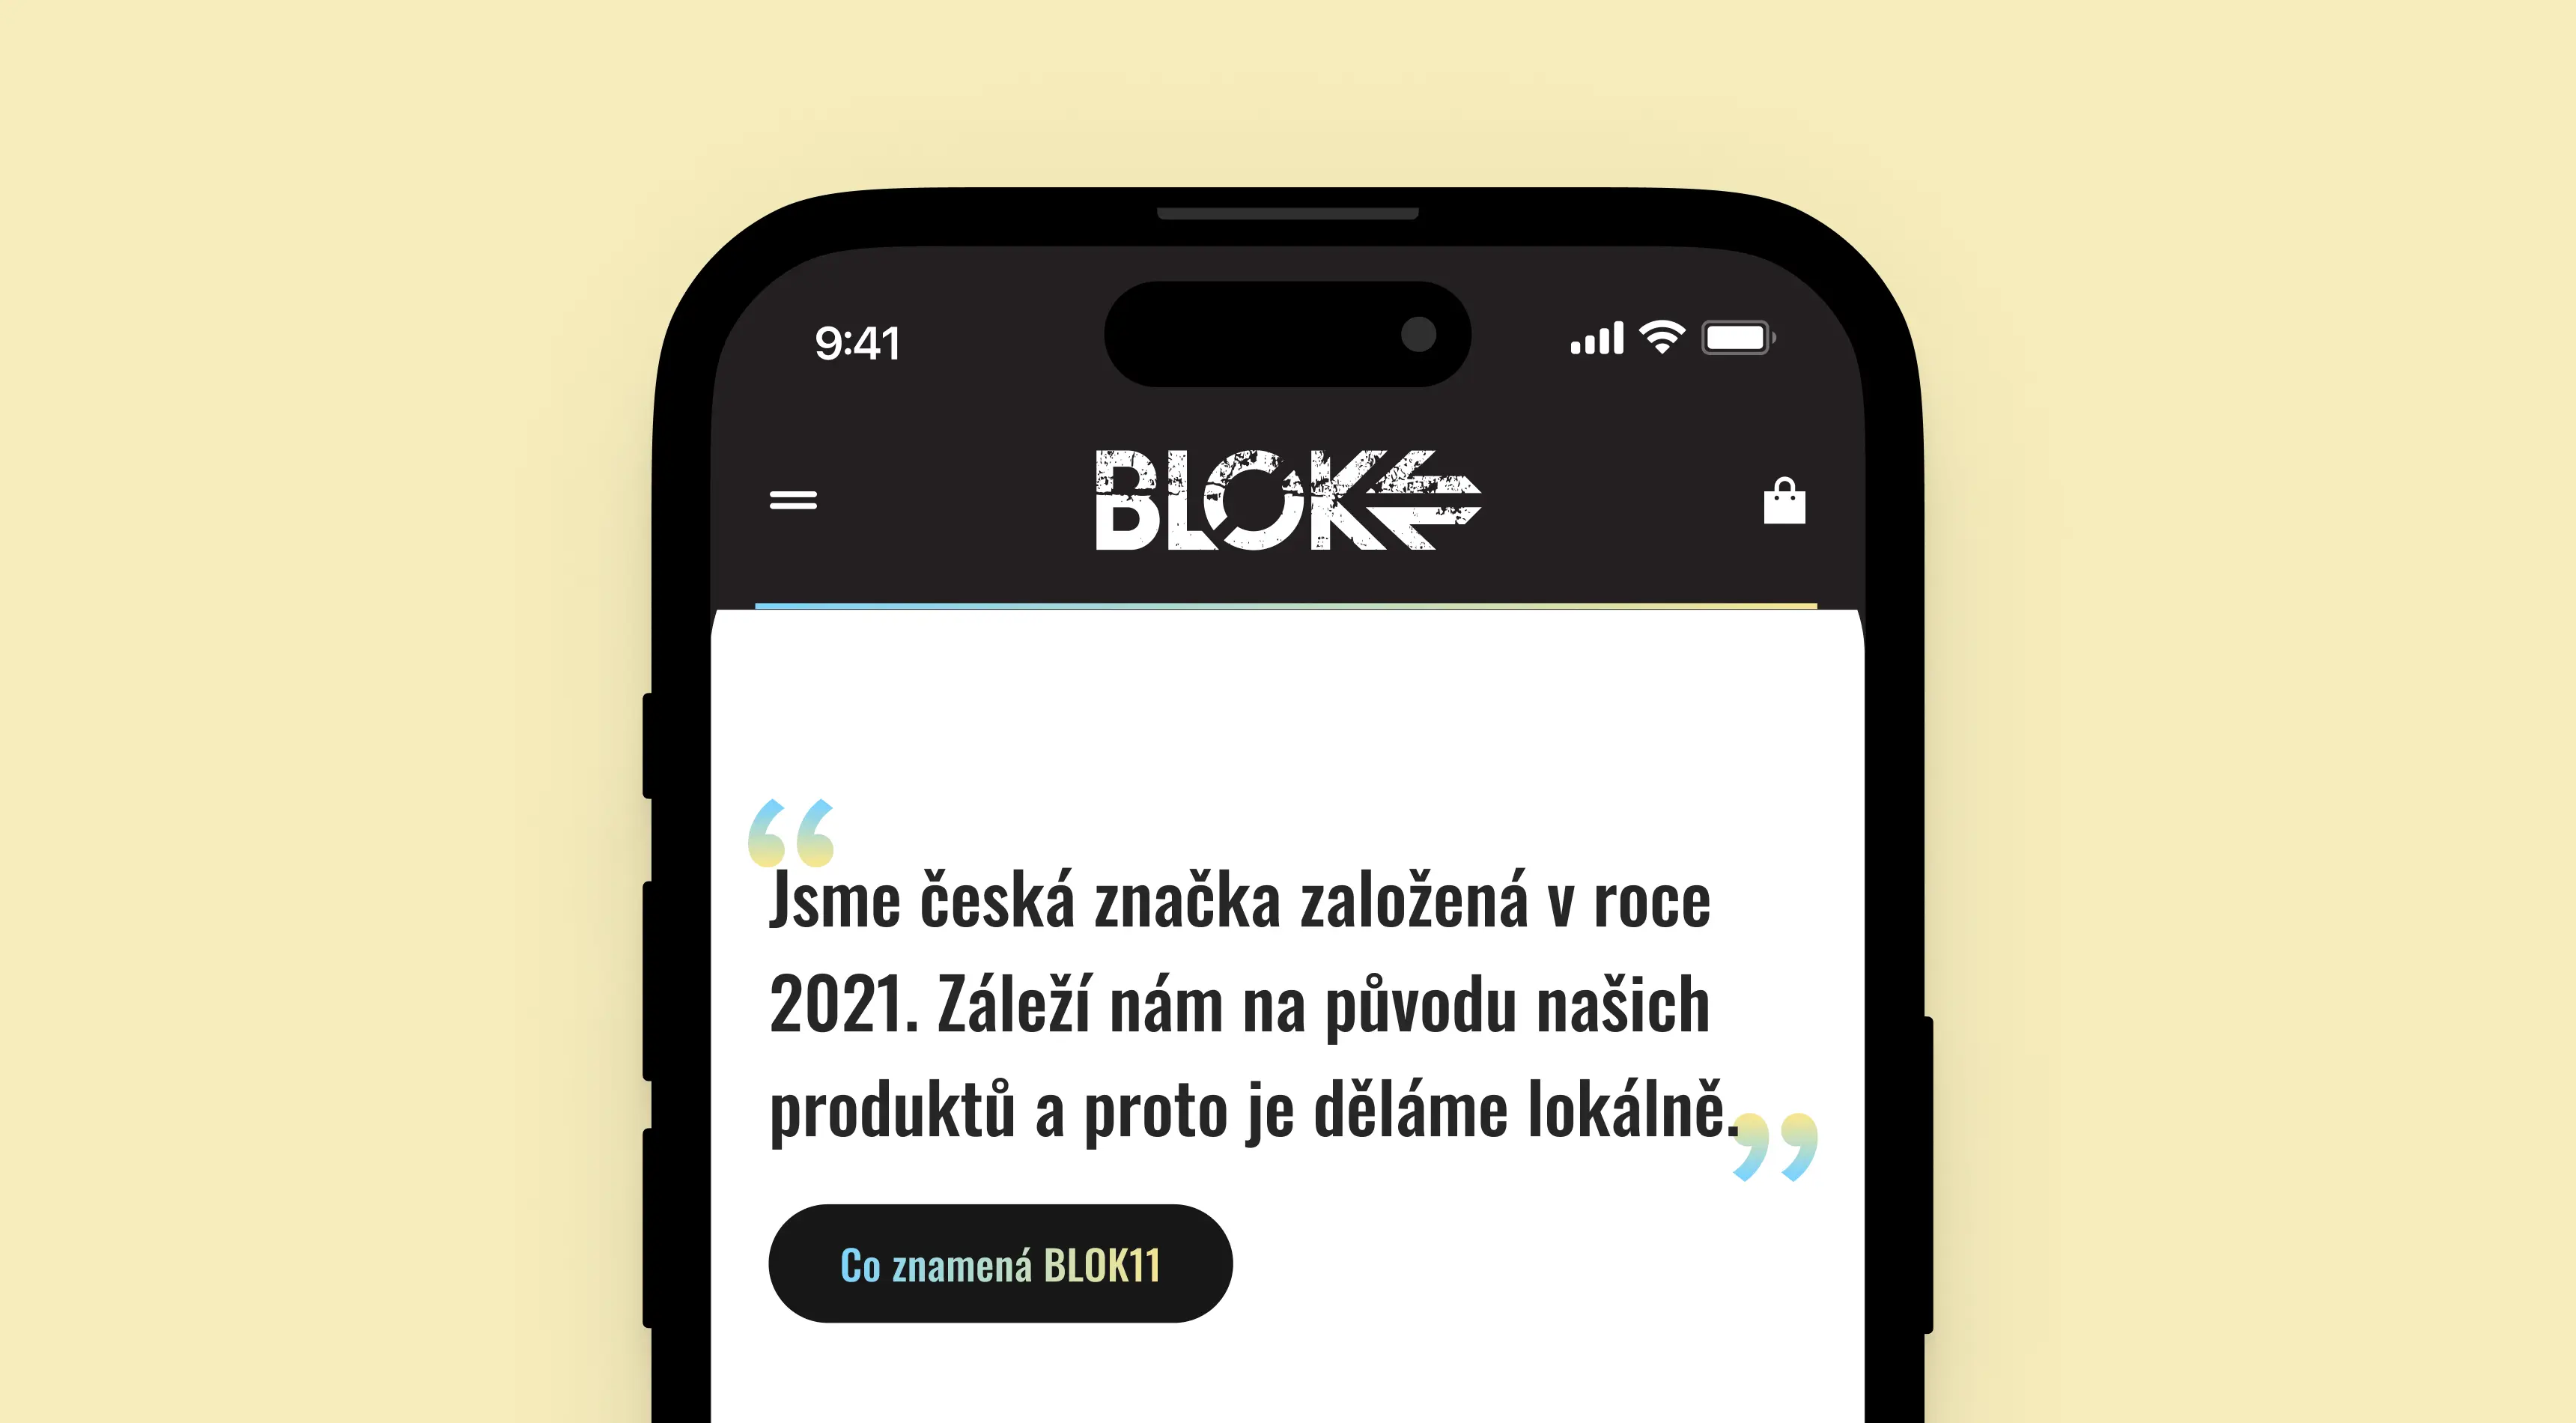 9:41
BLOK
Jsme česká značka založená v roce
2021. Záleží nám na původu našich
produktů a proto je děláme lokálně.
Co znamená BLOK11